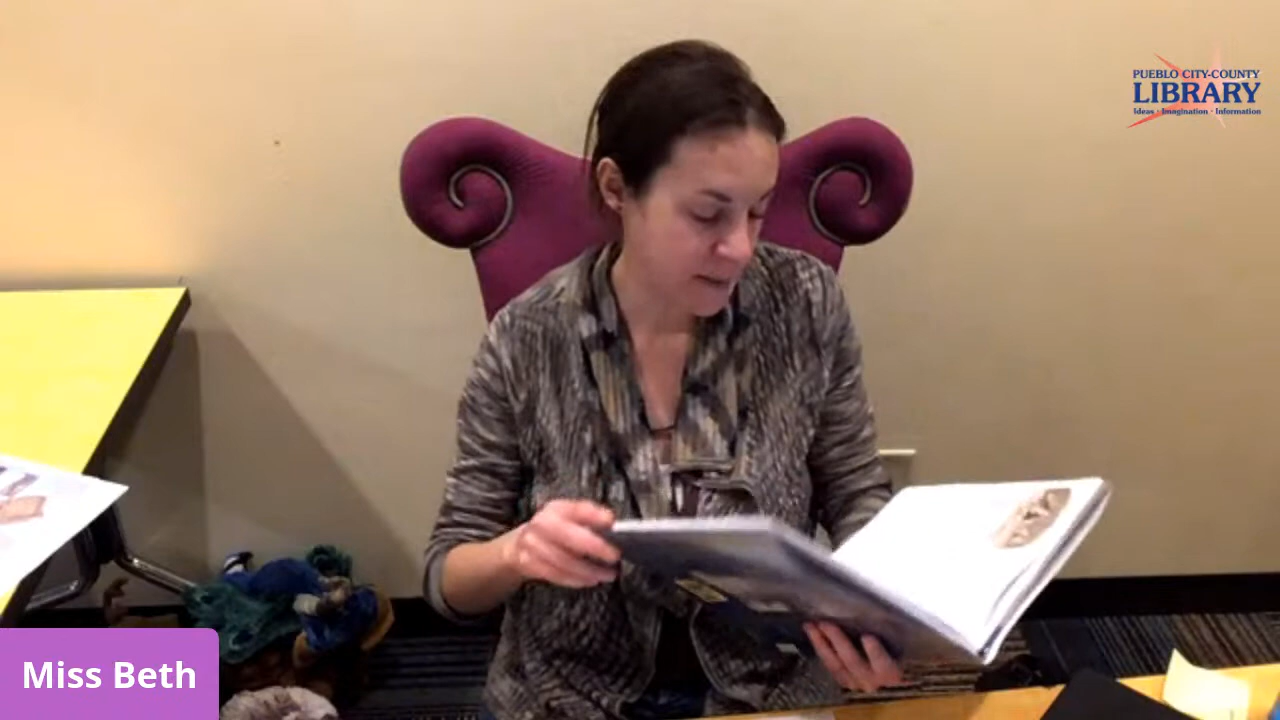 PUEBLO CITY-COUNTY
LIBRARY
Ideas • Imagination • Information
Miss Beth